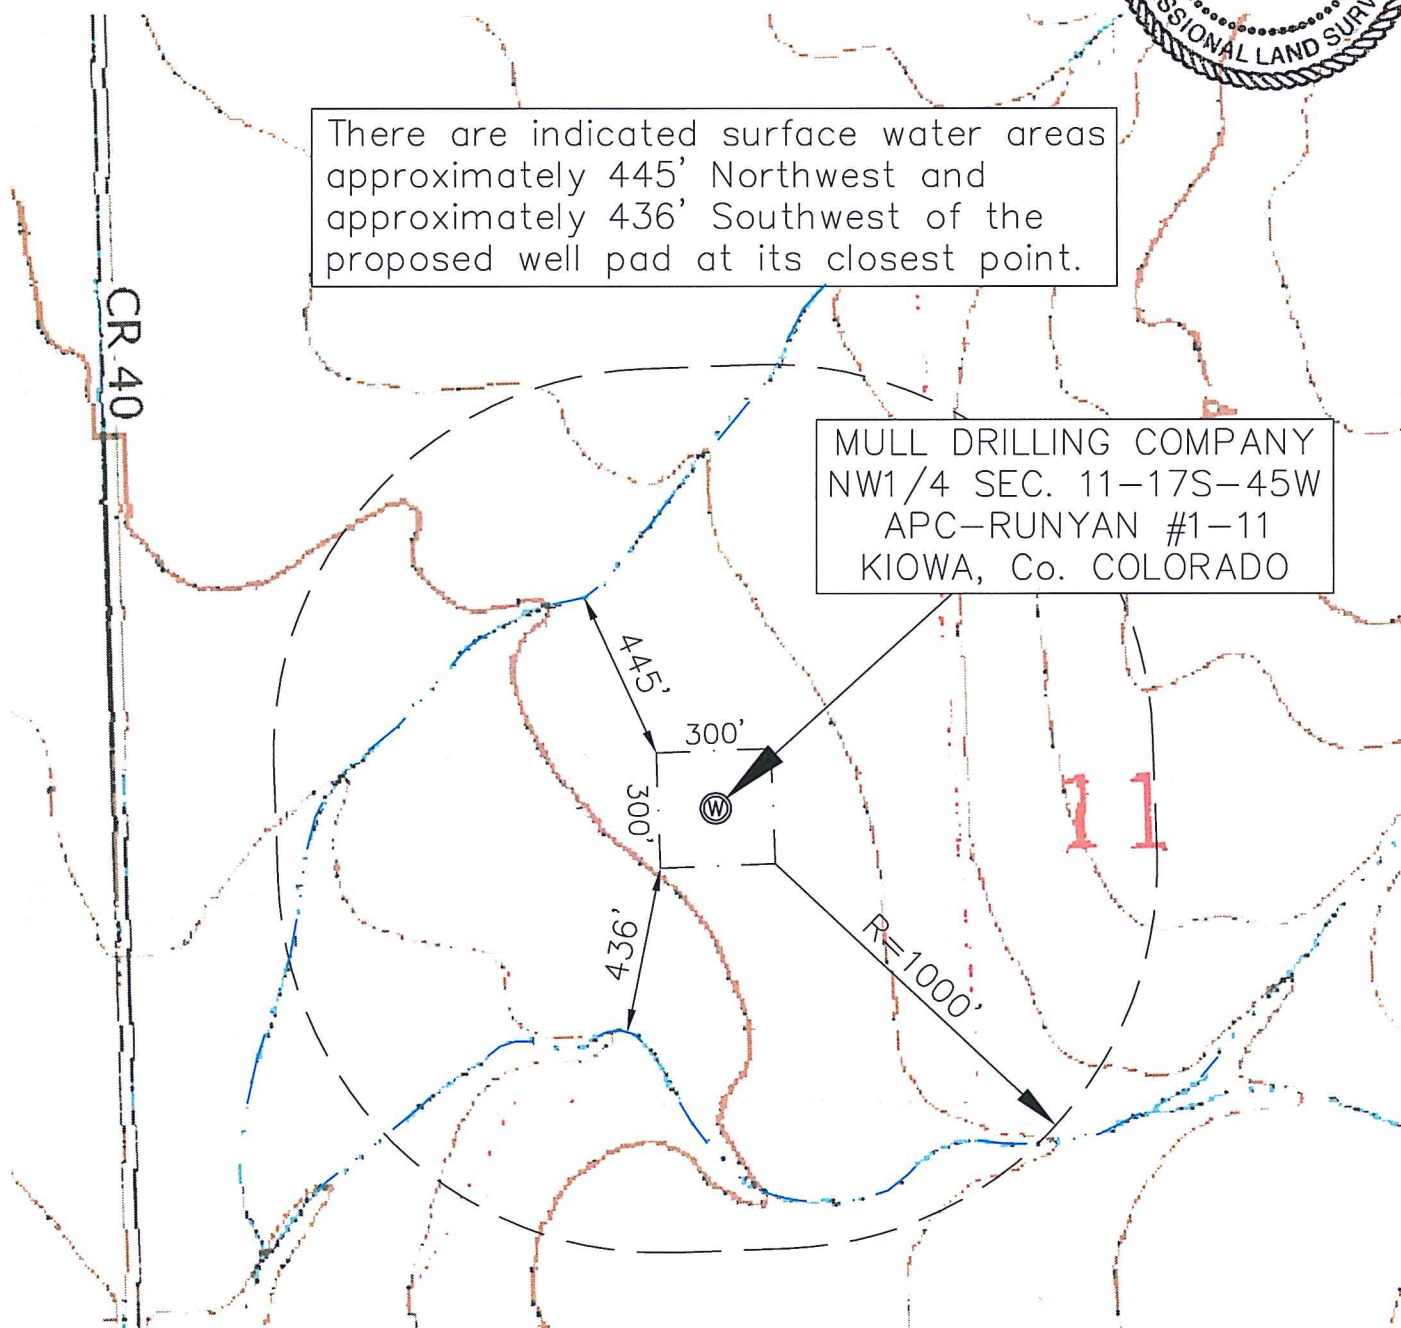 SSIONAL LAND SURV
There are indicated surface water areas
approximately 445' Northwest and
approximately 436' Southwest of the
proposed well pad at its closest point.
CR 40
MULL DRILLING COMPANY
NW1/4 SEC. 11-17S-45W
APC-RUNYAN #1-11
KIOWA, Co. COLORADO
445'
300'
300'
W
11
436'
R=1000'